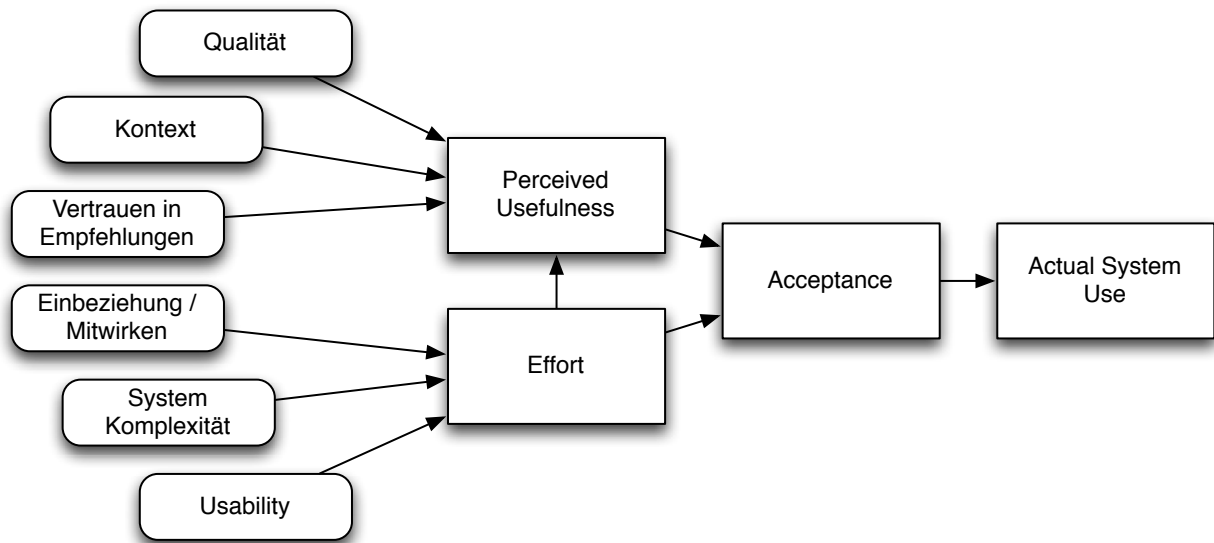 Qualität
Kontext
Vertrauen in
Empfehlungen
Einbeziehung /
Mitwirken
System
Komplexität
Usability
Perceived
Usefulness
Effort
Acceptance
Actual System
Use